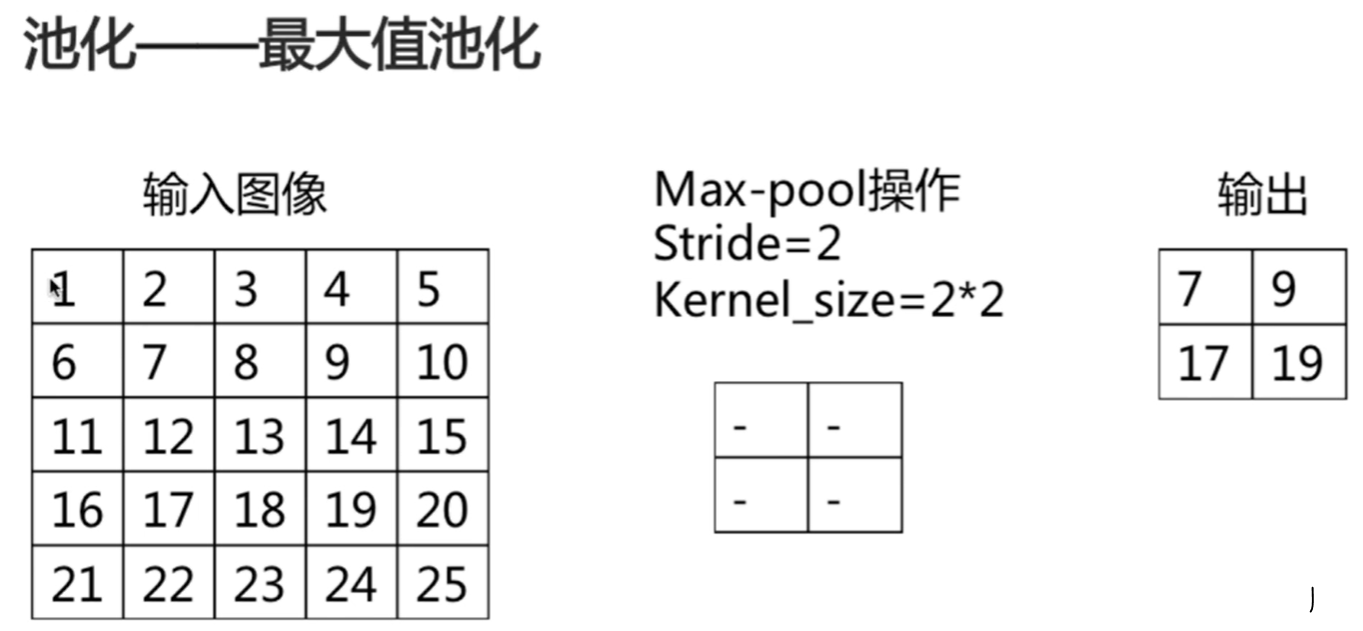 池化——最大值池化
输入图像
1 2 3 4 5
6 7 8 9 10
11 12 13 14 15
16 17 18 19 20
21 22 23 24 25
Max-pool操作
Stride=2
Kernel_size=2*2
- -
- -
输出
7 9
17 19